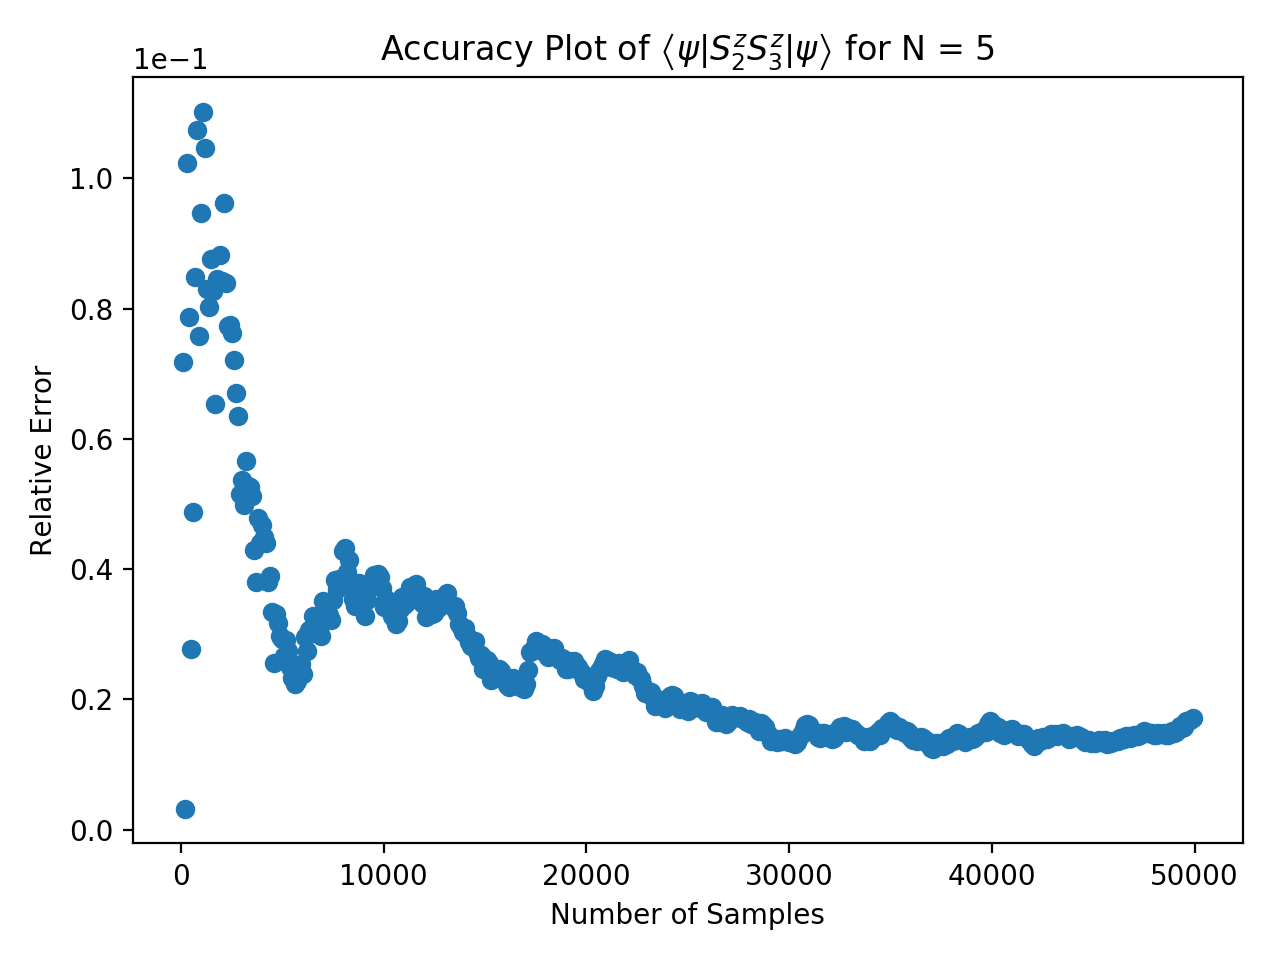 Accuracy Plot of ⟨ψ|S₂ᶻS₃ᶻ|ψ⟩ for N = 5
1e−1
1.0
0.8
0.6
0.4
0.2
0.0
Relative Error
0 10000 20000 30000 40000 50000
Number of Samples